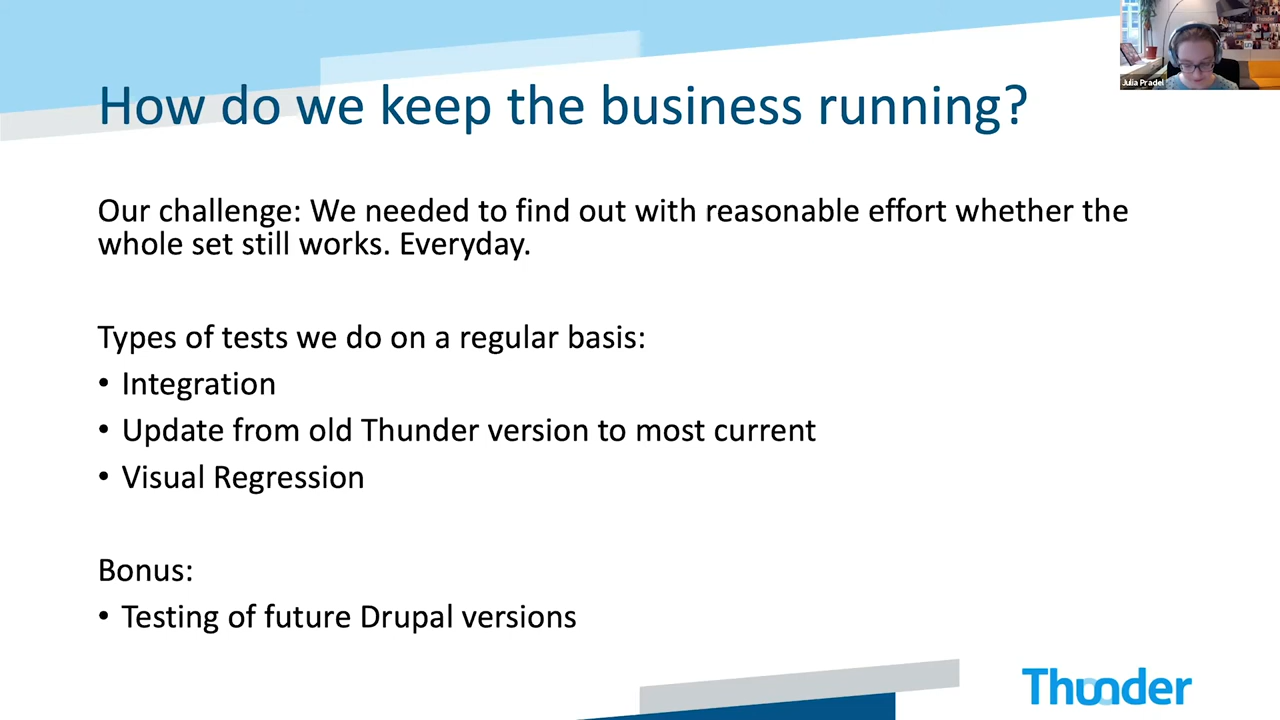 How do we keep the business running?
Julia Pradel
Our challenge: We needed to find out with reasonable effort whether the
whole set still works. Everyday.
Types of tests we do on a regular basis:
• Integration
• Update from old Thunder version to most current
• Visual Regression
Bonus:
• Testing of future Drupal versions
Thunder